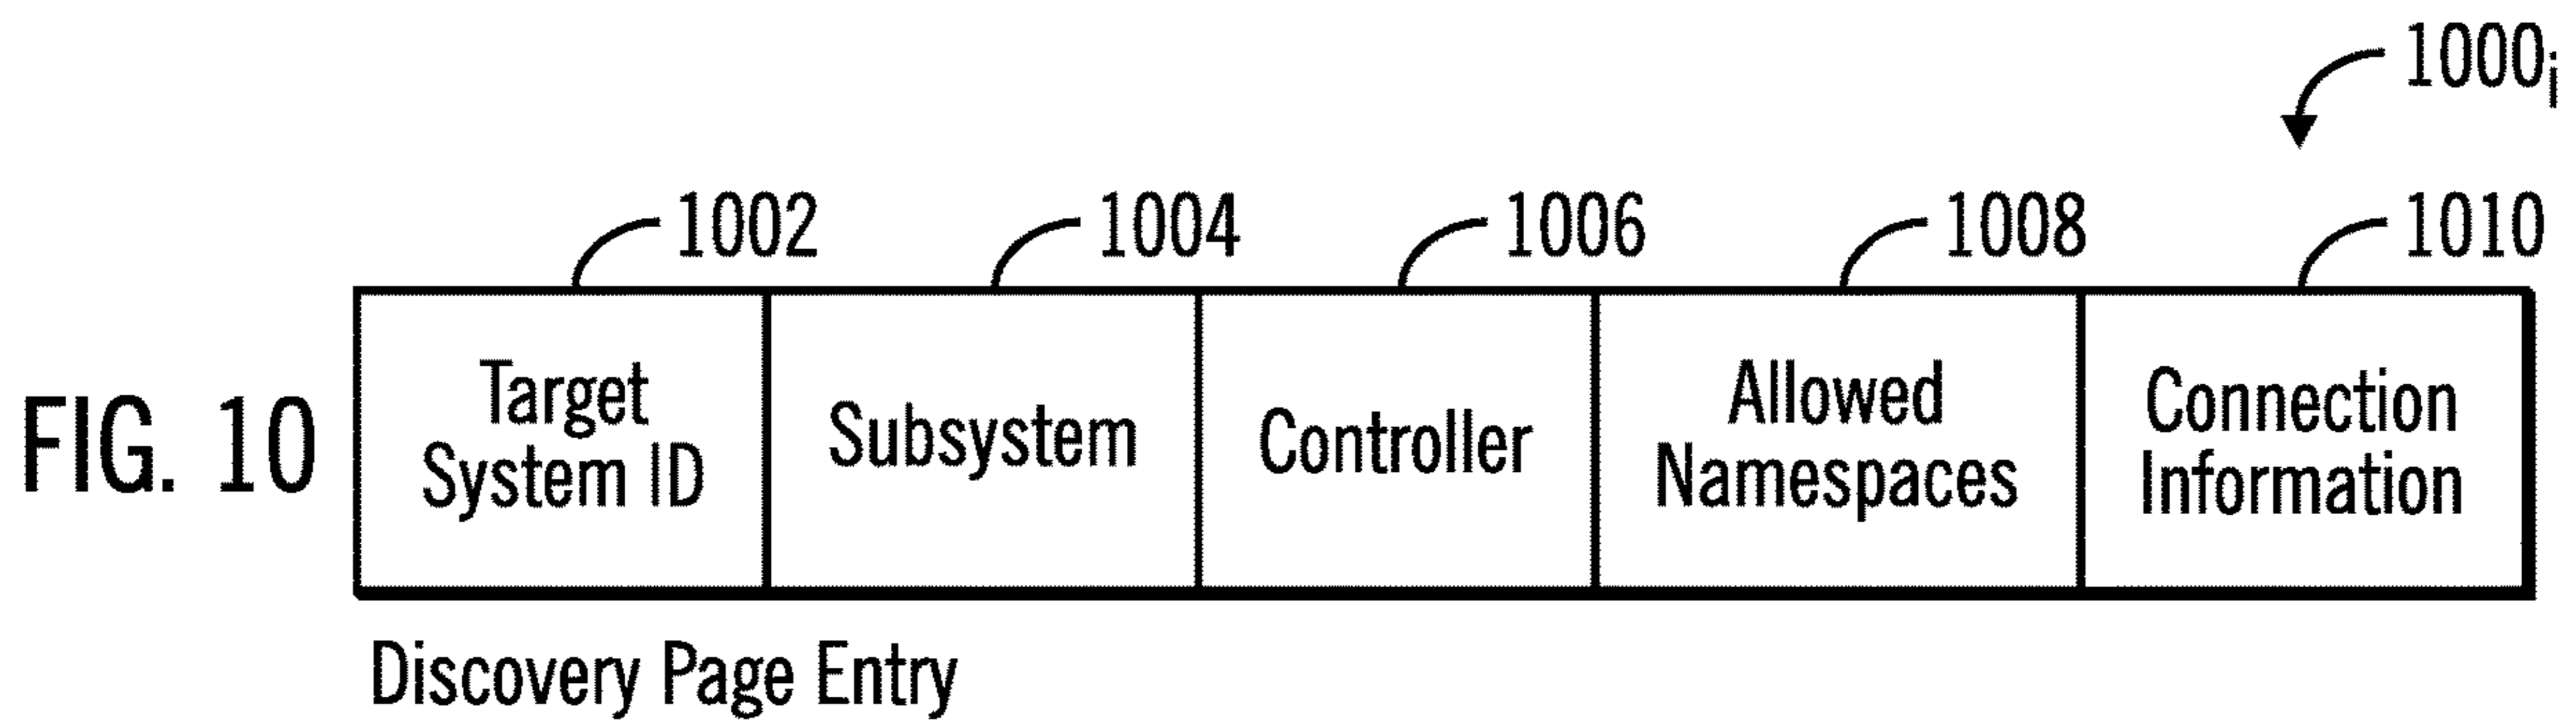 1000i
1002 1004 1006 1008 1010
FIG. 10
Target
System ID
Subsystem
Controller
Allowed
Namespaces
Connection
Information
Discovery Page Entry